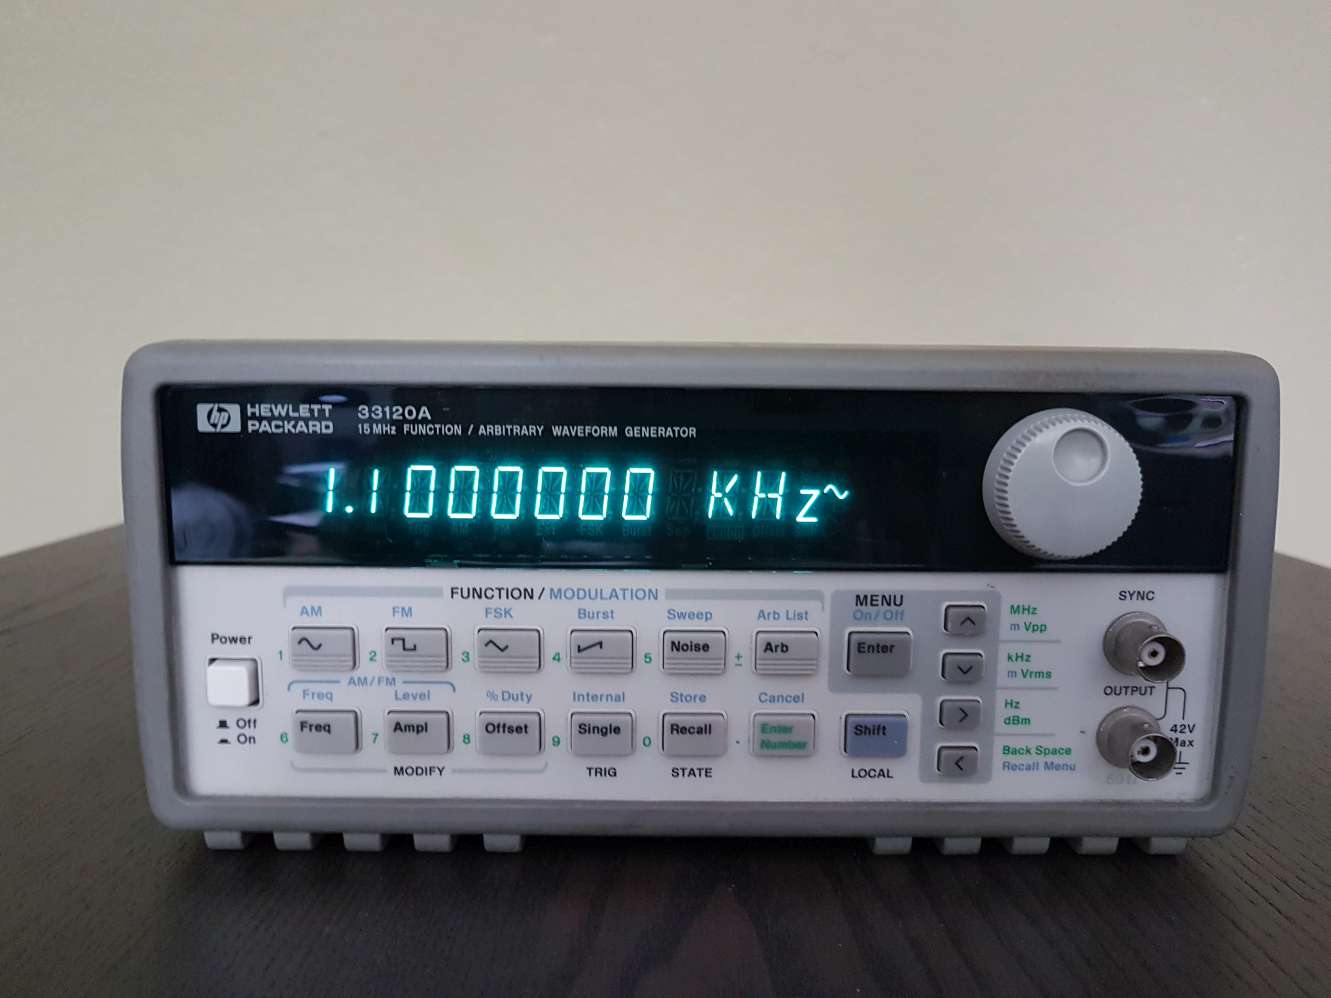 hp HEWLETT PACKARD 33120A
15 MHz FUNCTION / ARBITRARY WAVEFORM GENERATOR
1.1000000 KHz~
FUNCTION / MODULATION
AM FM FSK Burst Sweep Arb List
1 2 3 4 Noise 5 Arb ±
AM/FM
Freq Level % Duty Internal Store Cancel
Freq 6 Ampl 7 Offset 8 Single 9 Recall 0 Enter Number .
MODIFY TRIG STATE
Power
Off
On
MENU
On/Off
Enter
Shift
LOCAL
^ MHz
m Vpp
v kHz
m Vrms
> Hz
dBm
< Back Space
Recall Menu
SYNC
OUTPUT
42V
Max